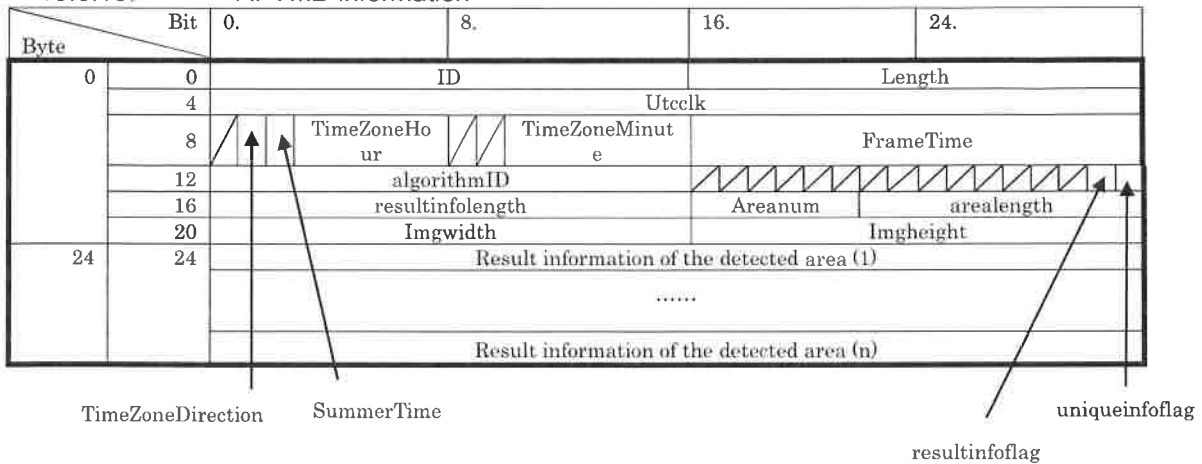 Bit 0. 8. 16. 24.
Byte
0 0 ID Length
4 Utcclk
8 TimeZoneHo
ur TimeZoneMinut
e FrameTime
12 algorithmID
16 resultinfolength Areanum arealength
20 Imgwidth Imgheight
24 24 Result information of the detected area (1)
......
Result information of the detected area (n)
TimeZoneDirection SummerTime uniqueinfoflag
resultinfoflag